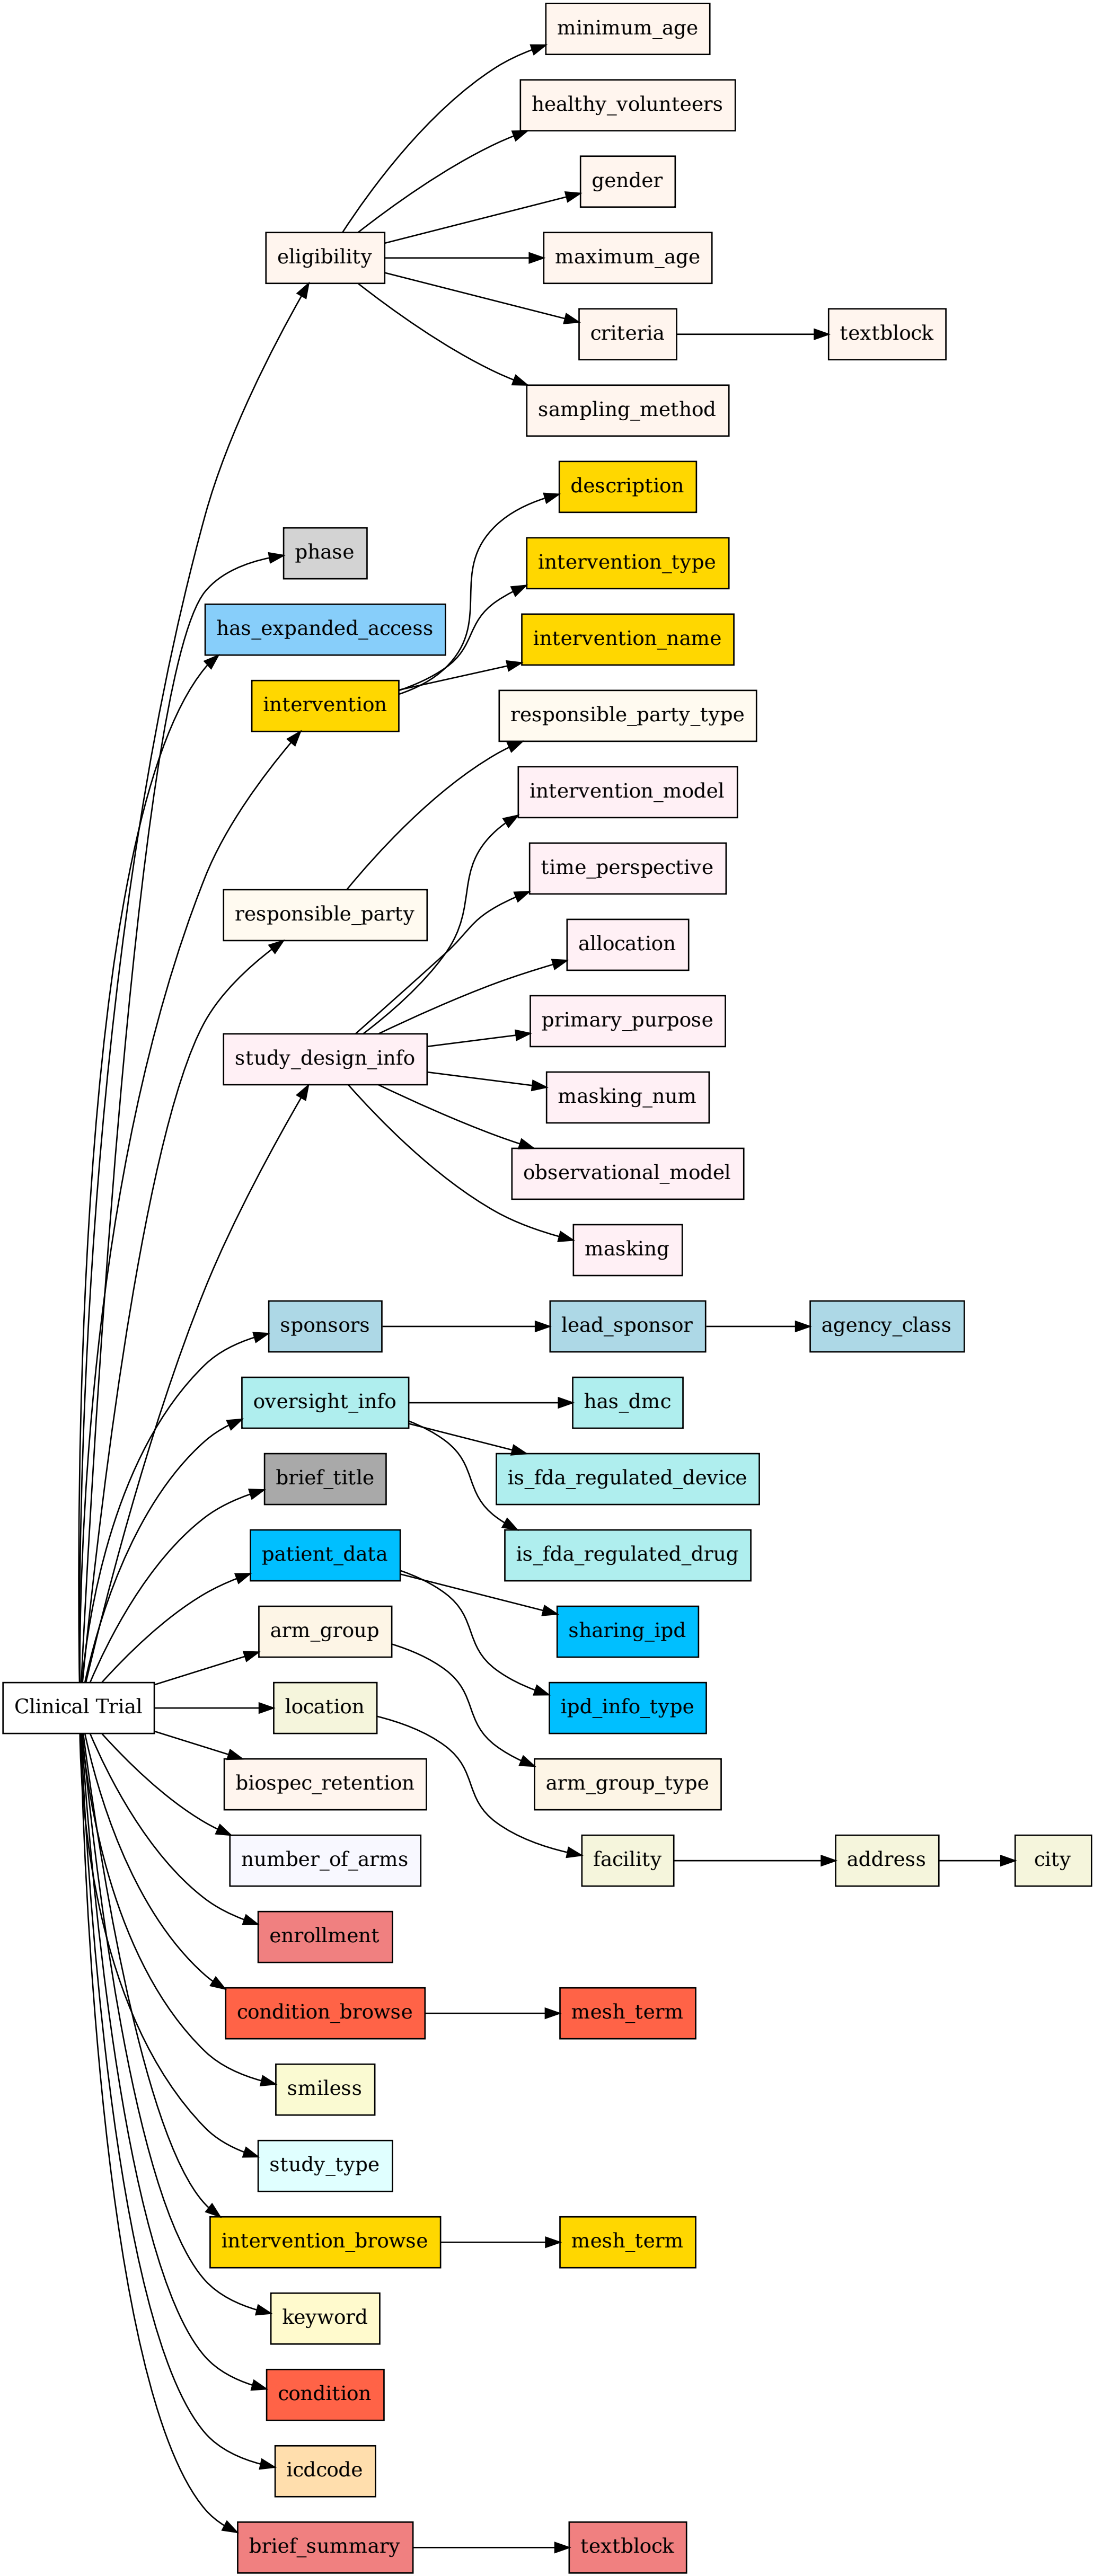 minimum_age
healthy_volunteers
gender
eligibility
maximum_age
criteria
textblock
sampling_method
description
phase
intervention_type
has_expanded_access
intervention_name
intervention
responsible_party_type
intervention_model
time_perspective
responsible_party
allocation
primary_purpose
study_design_info
masking_num
observational_model
masking
sponsors
lead_sponsor
agency_class
oversight_info
has_dmc
brief_title
is_fda_regulated_device
patient_data
is_fda_regulated_drug
arm_group
sharing_ipd
Clinical Trial
location
ipd_info_type
biospec_retention
arm_group_type
number_of_arms
facility
address
city
enrollment
condition_browse
mesh_term
smiless
study_type
intervention_browse
mesh_term
keyword
condition
icdcode
brief_summary
textblock